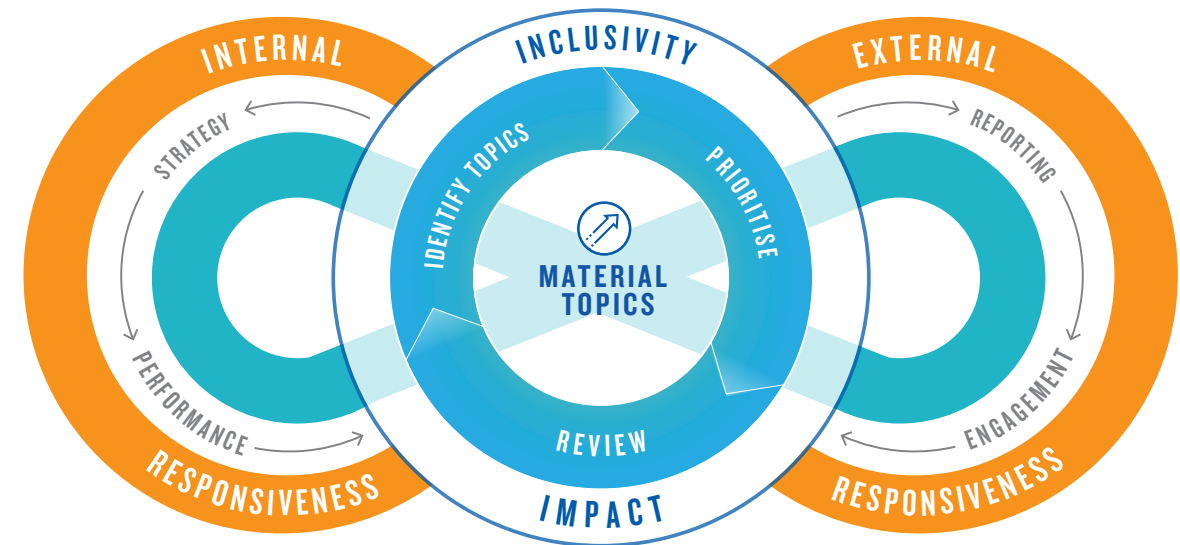 INTERNAL
STRATEGY
PERFORMANCE
RESPONSIVENESS
INCLUSIVITY
IDENTIFY TOPICS
PRIORITISE
MATERIAL
TOPICS
REVIEW
IMPACT
EXTERNAL
REPORTING
ENGAGEMENT
RESPONSIVENESS